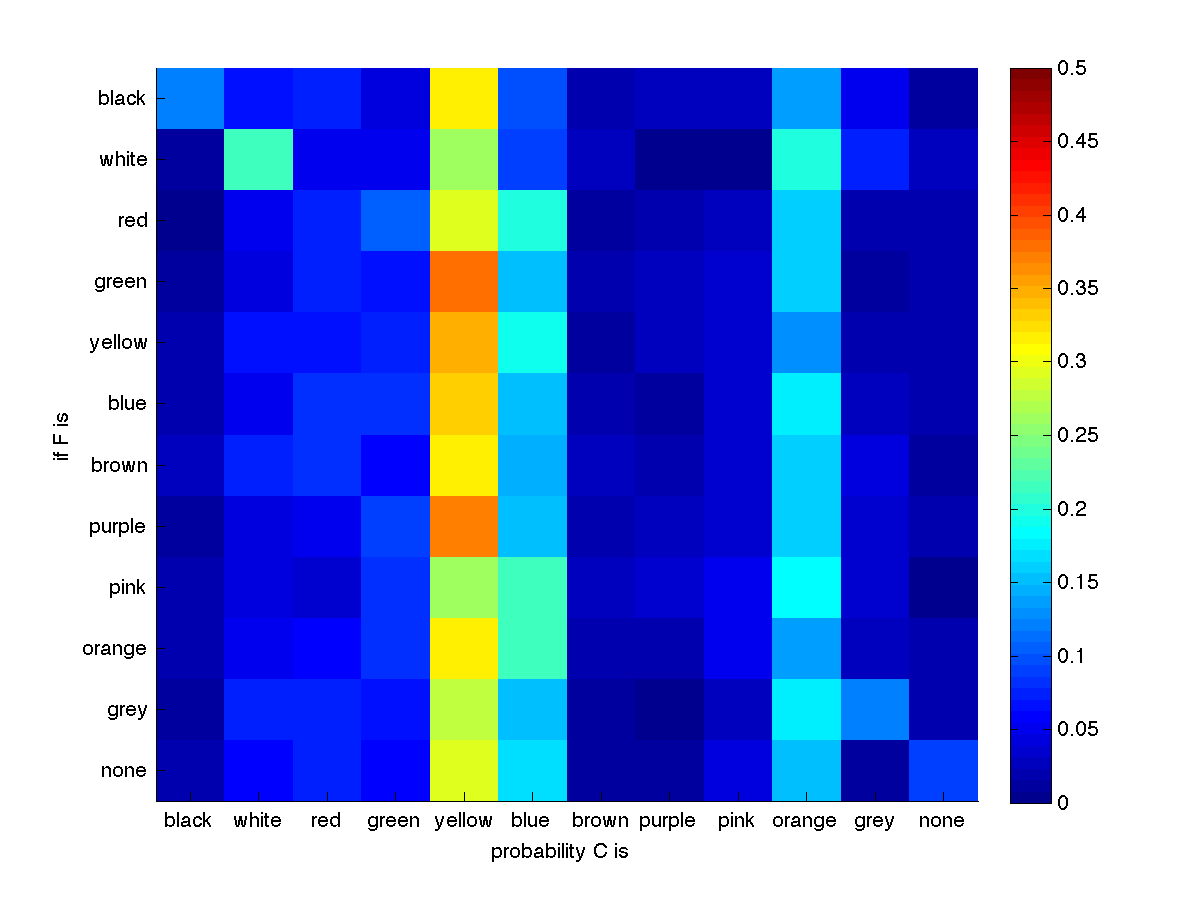 if F is
black
white
red
green
yellow
blue
brown
purple
pink
orange
grey
none
black white red green yellow blue brown purple pink orange grey none
probability C is
0.5
0.45
0.4
0.35
0.3
0.25
0.2
0.15
0.1
0.05
0